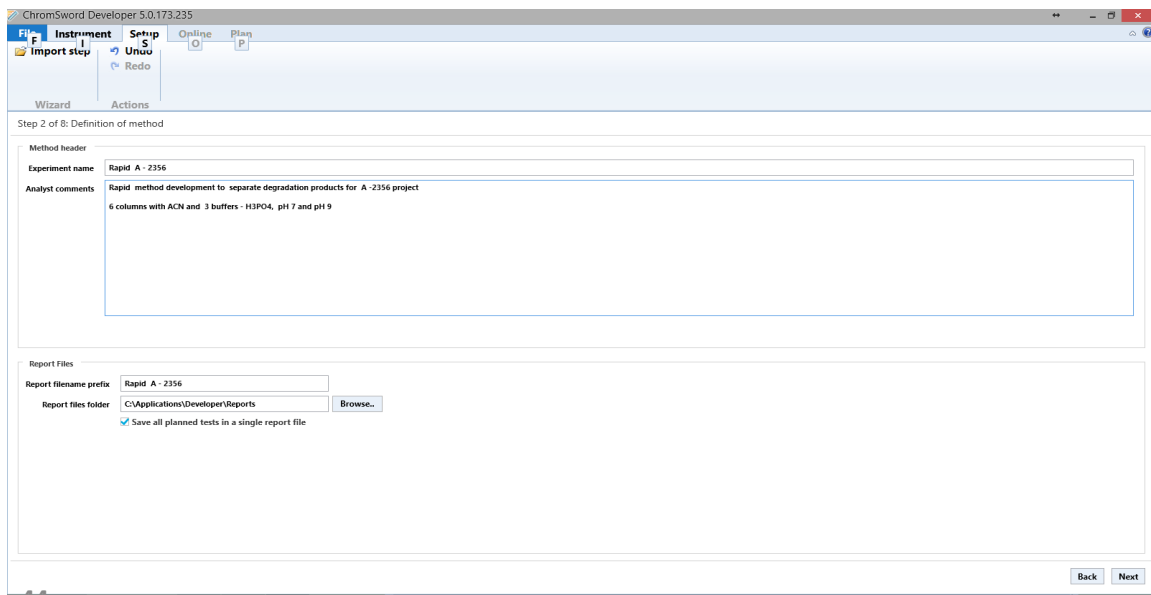 ChromSword Developer 5.0.173.235
File Instrument Setup Online Plan
F I S O P
Import step Undo
Redo
Wizard Actions
Step 2 of 8: Definition of method
Method header
Experiment name Rapid A - 2356
Analyst comments Rapid method development to separate degradation products for A -2356 project
6 columns with ACN and 3 buffers - H3PO4, pH 7 and pH 9
Report Files
Report filename prefix Rapid A - 2356
Report files folder C:\Applications\Developer\Reports Browse..
Save all planned tests in a single report file
Back Next